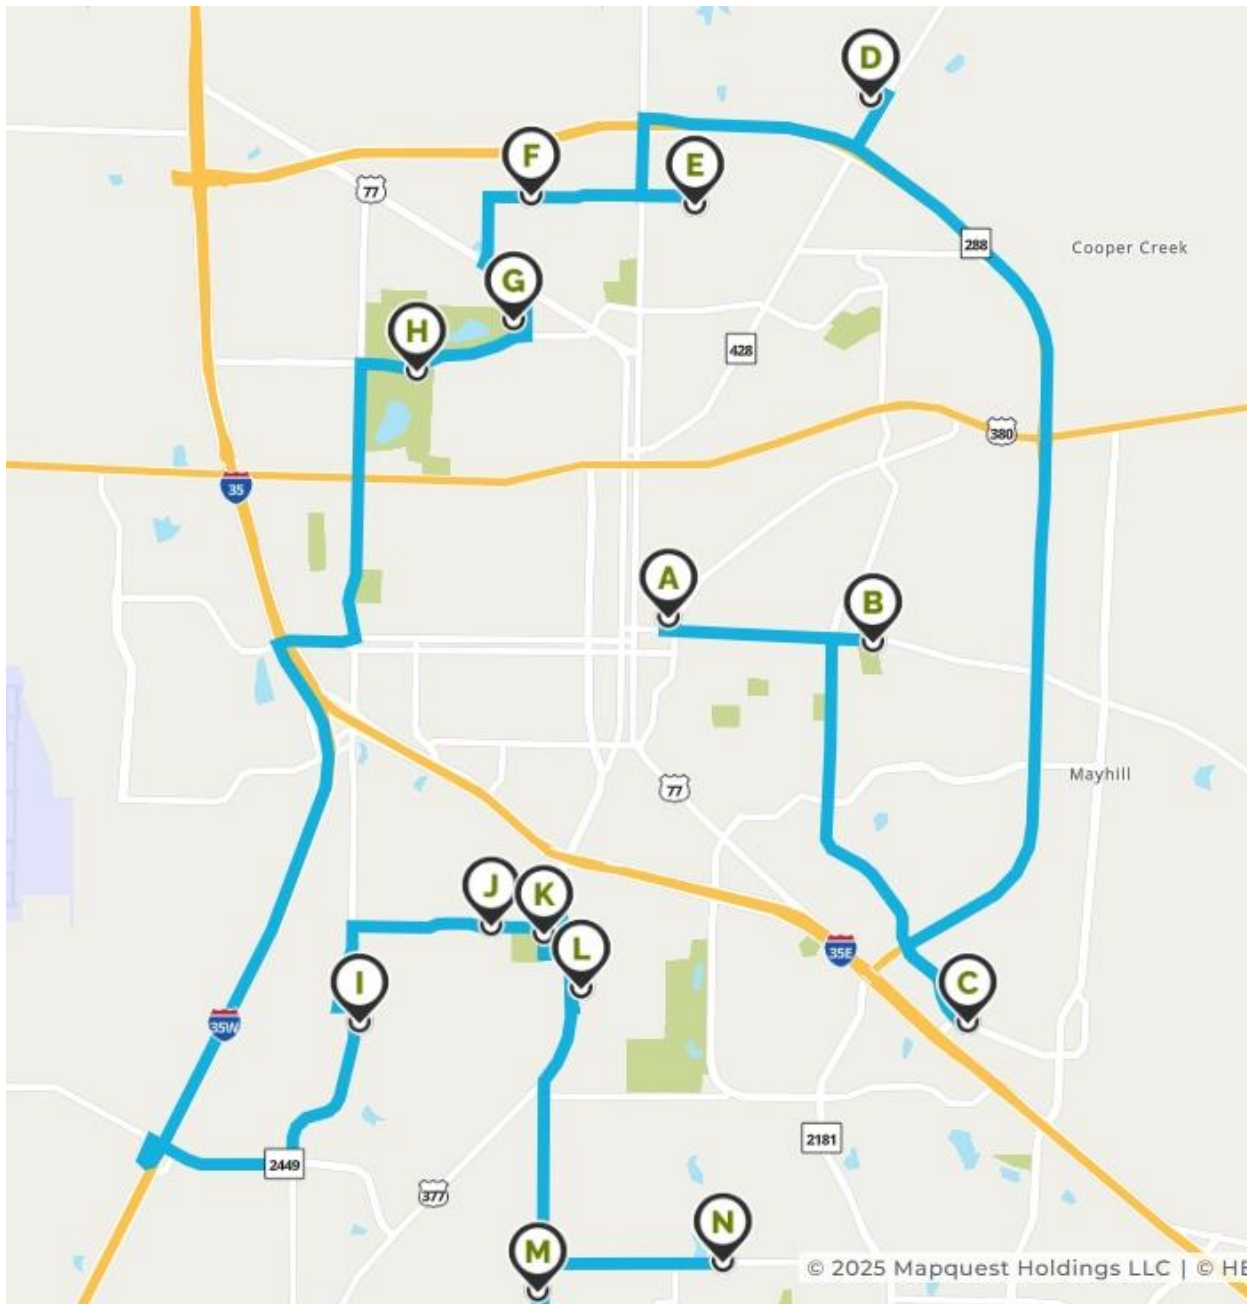 D
F
E
77
288
Cooper Creek
G
H
428
380
35
A
B
77
Mayhill
J
K
L
35E
I
C
35W
2181
2449
377
N
M
© 2025 Mapquest Holdings LLC | © HE